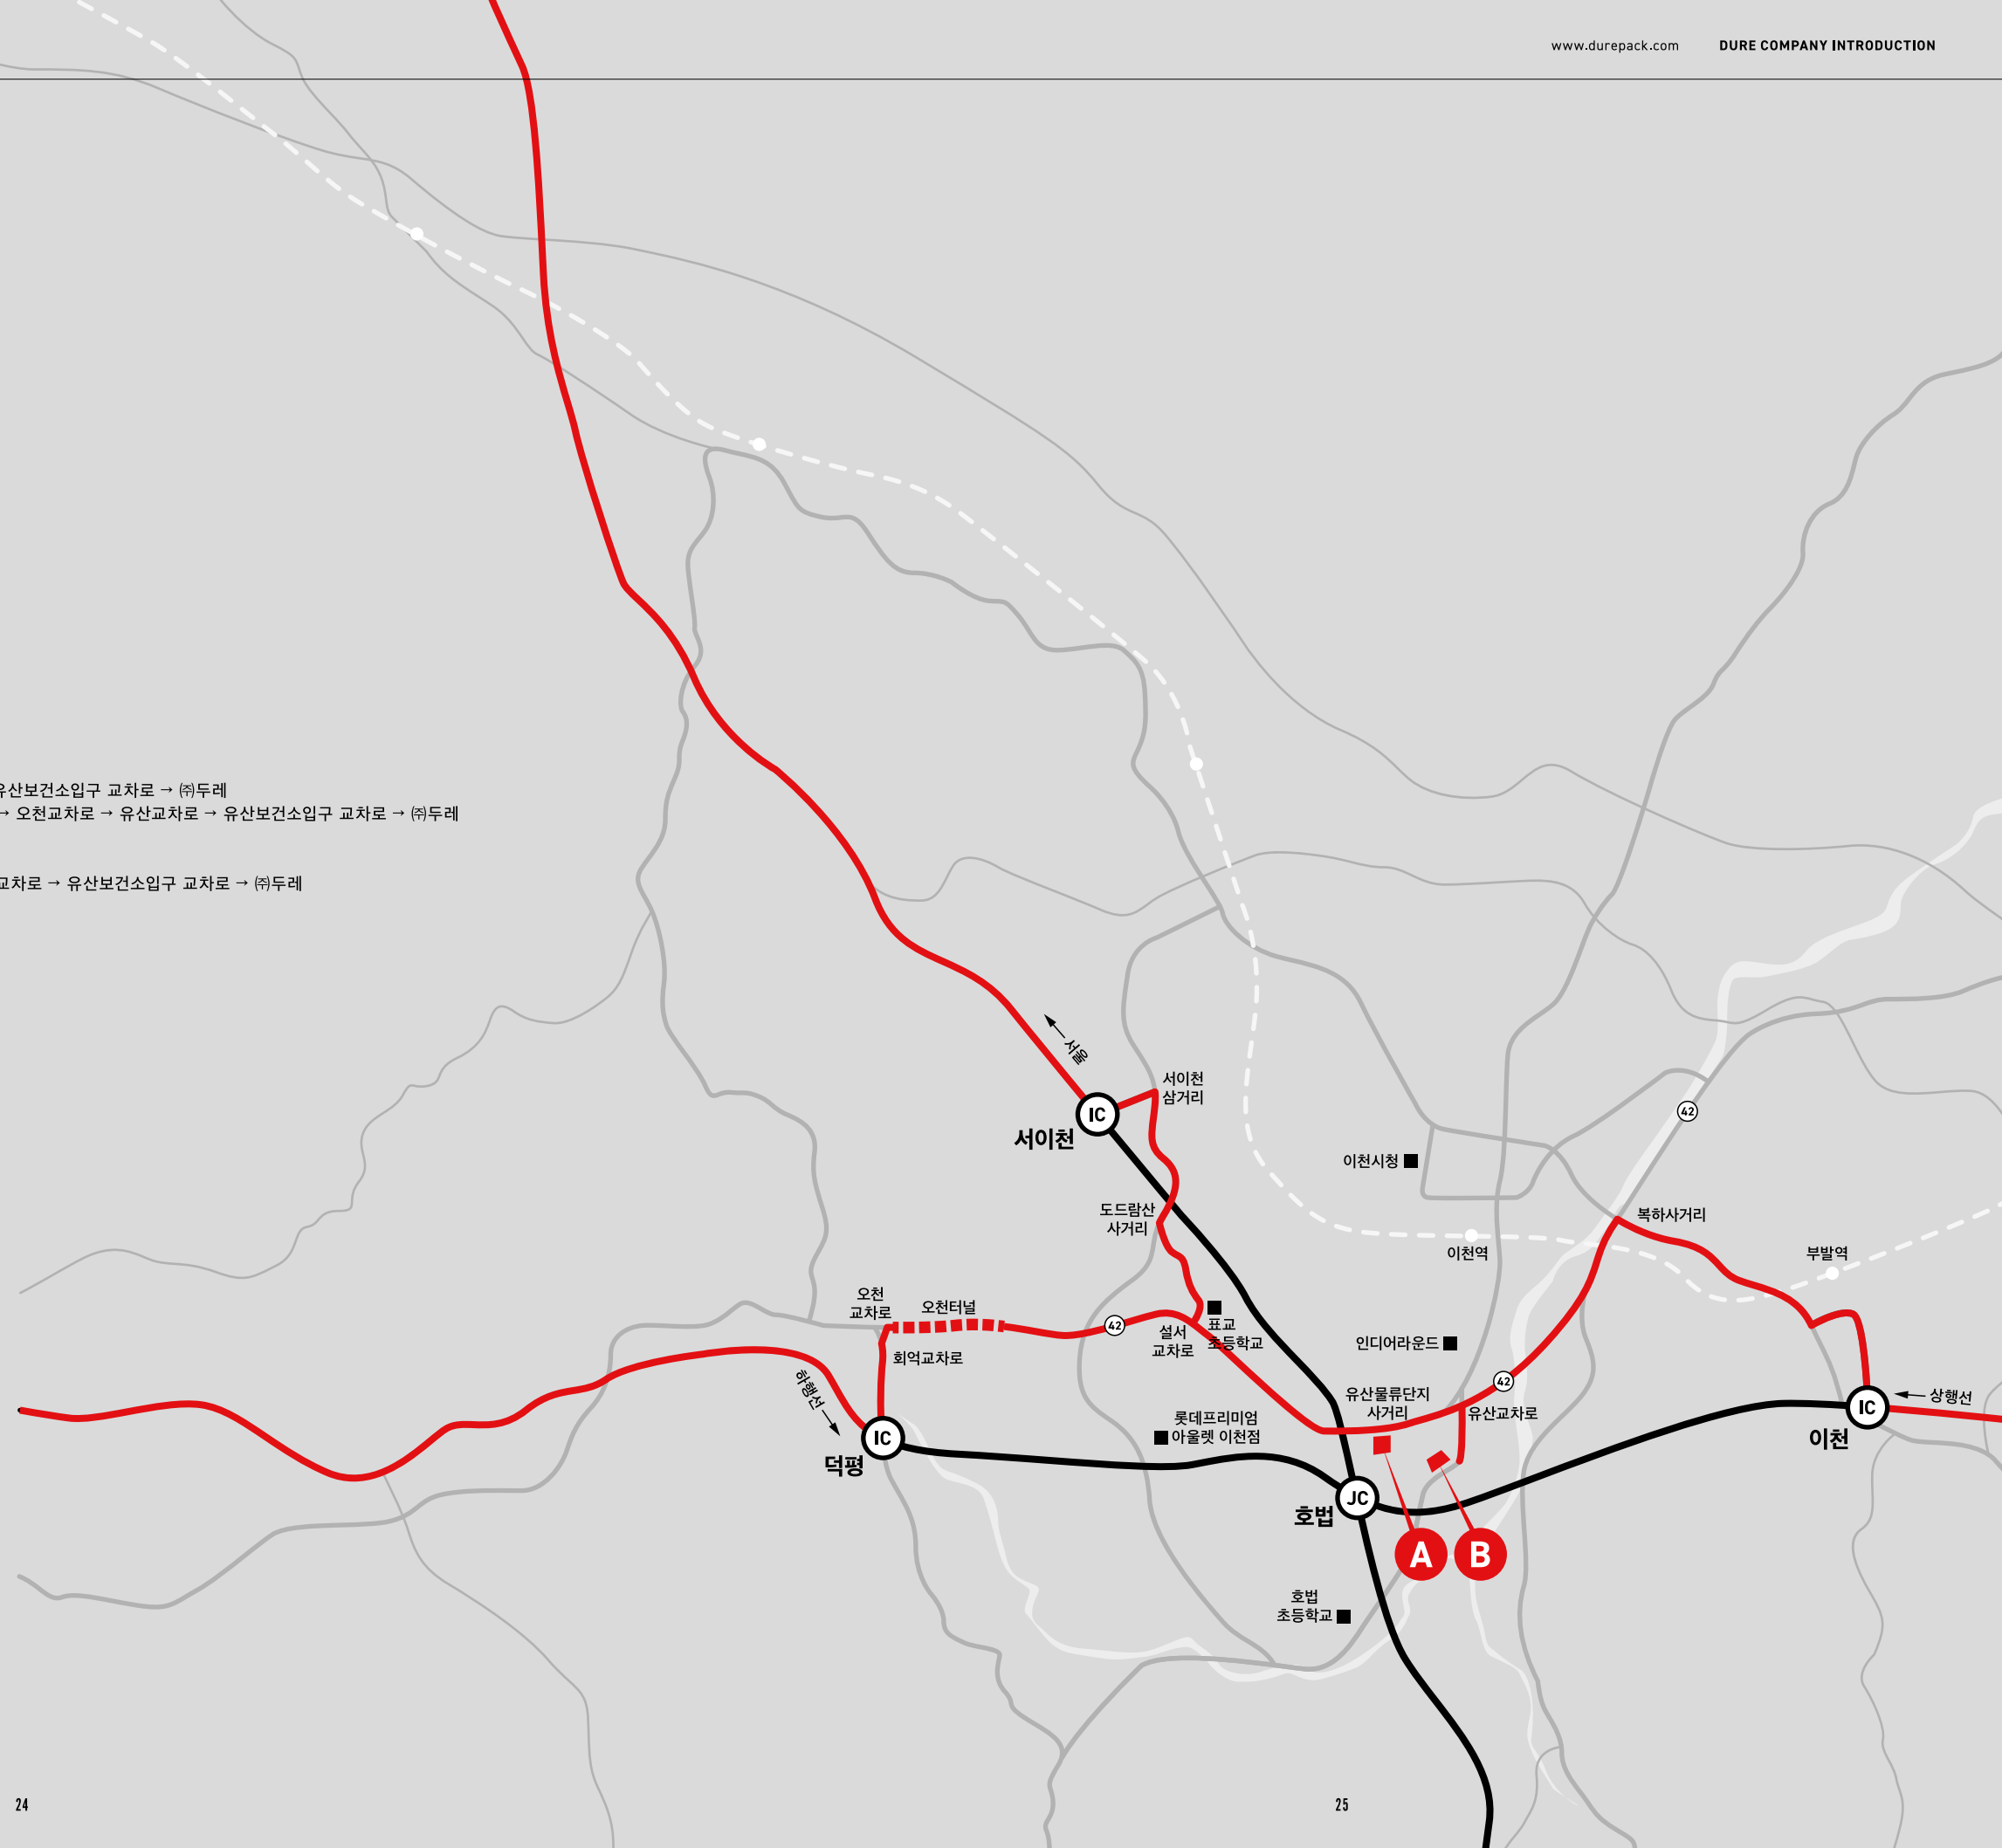 www.durepack.com DURE COMPANY INTRODUCTION
유산보건소입구 교차로 → ㈜두레
→ 오천교차로 → 유산교차로 → 유산보건소입구 교차로 → ㈜두레
교차로 → 유산보건소입구 교차로 → ㈜두레
서울
서이천
삼거리
IC
서이천
42
이천시청
도드람산
사거리
복하사거리
이천역
부발역
오천
교차로
오천터널
42
설서
교차로
표교
초등학교
인디어라운드
회억교차로
하행선
42
유산물류단지
사거리
유산교차로
상행선
IC
이천
롯데프리미엄
아울렛 이천점
IC
덕평
JC
호법
A
B
호법
초등학교
24
25